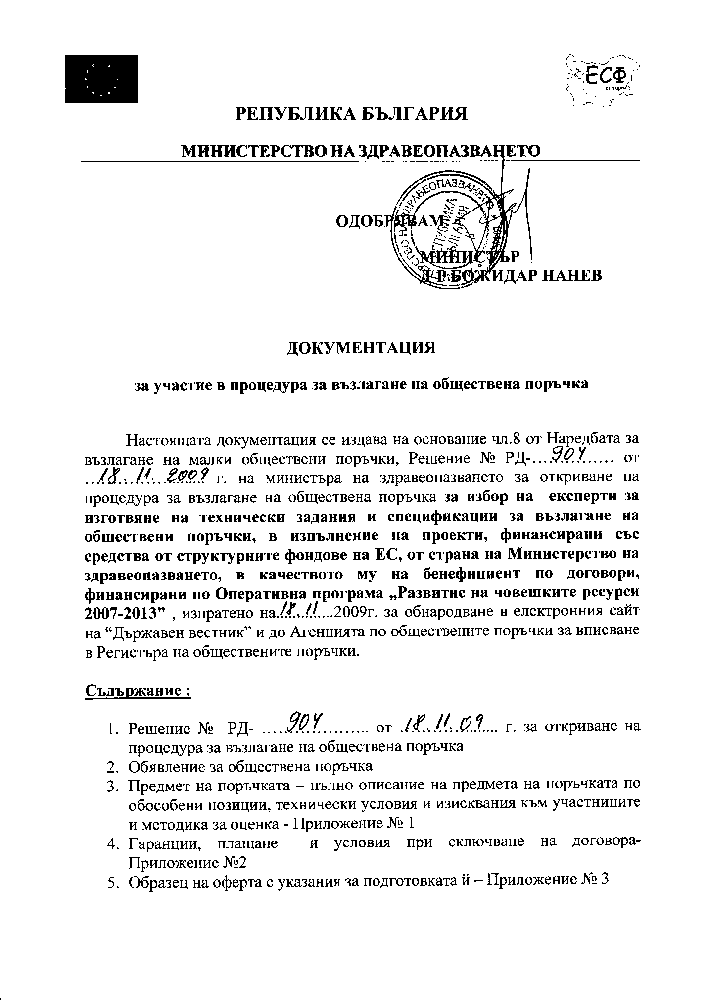 ЕСФ
България
РЕПУБЛИКА БЪЛГАРИЯ
МИНИСТЕРСТВО НА ЗДРАВЕОПАЗВАНЕТО
ОДОБРЯВАМ:
МИНИСТЪР
Д-Р БОЖИДАР НАНЕВ
ДОКУМЕНТАЦИЯ
за участие в процедура за възлагане на обществена поръчка
Настоящата документация се издава на основание чл.8 от Наредбата за
възлагане на малки обществени поръчки, Решение № РД-....904....... от
...18...11....2009 г. на министъра на здравеопазването за откриване на
процедура за възлагане на обществена поръчка за избор на експерти за
изготвяне на технически задания и спецификации за възлагане на
обществени поръчки, в изпълнение на проекти, финансирани със
средства от структурните фондове на ЕС, от страна на Министерство на
здравеопазването, в качеството му на бенефициент по договори,
финансирани по Оперативна програма „Развитие на човешките ресурси
2007-2013” , изпратено на.18...11....2009г. за обнародване в електронния сайт
на “Държавен вестник” и до Агенцията по обществените поръчки за вписване
в Регистъра на обществените поръчки.
Съдържание :
1. Решение № РД- .....904.......... от .18...11...09.... г. за откриване на
процедура за възлагане на обществена поръчка
2. Обявление за обществена поръчка
3. Предмет на поръчката – пълно описание на предмета на поръчката по
обособени позиции, технически условия и изисквания към участниците
и методика за оценка - Приложение № 1
4. Гаранции, плащане и условия при сключване на договора-
Приложение №2
5. Образец на оферта с указания за подготовката й – Приложение № 3